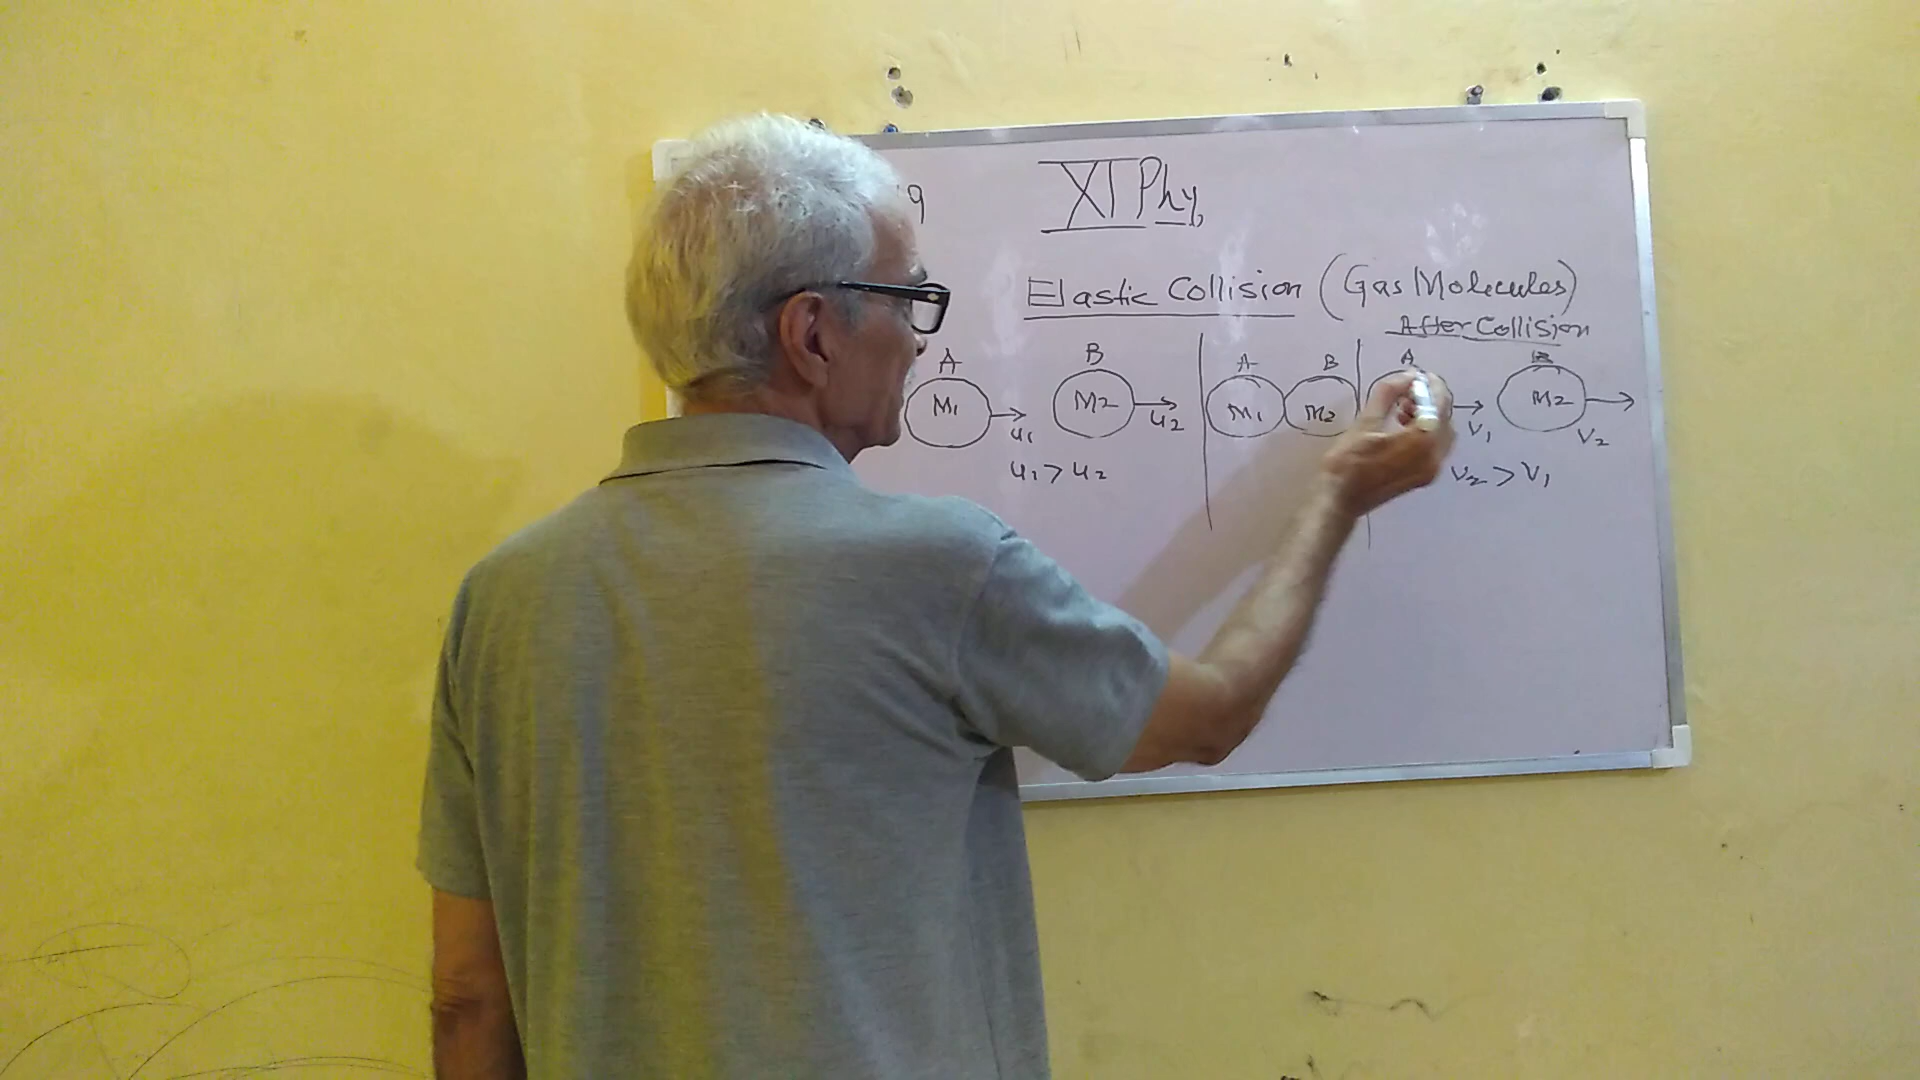 19 XI Phy,
Elastic Collision (Gas Molecules)
After Collision
A B A B A B
M1 M2 M1 M2 M2
u1 u2 v1 v2
u1 > u2 v2 > v1